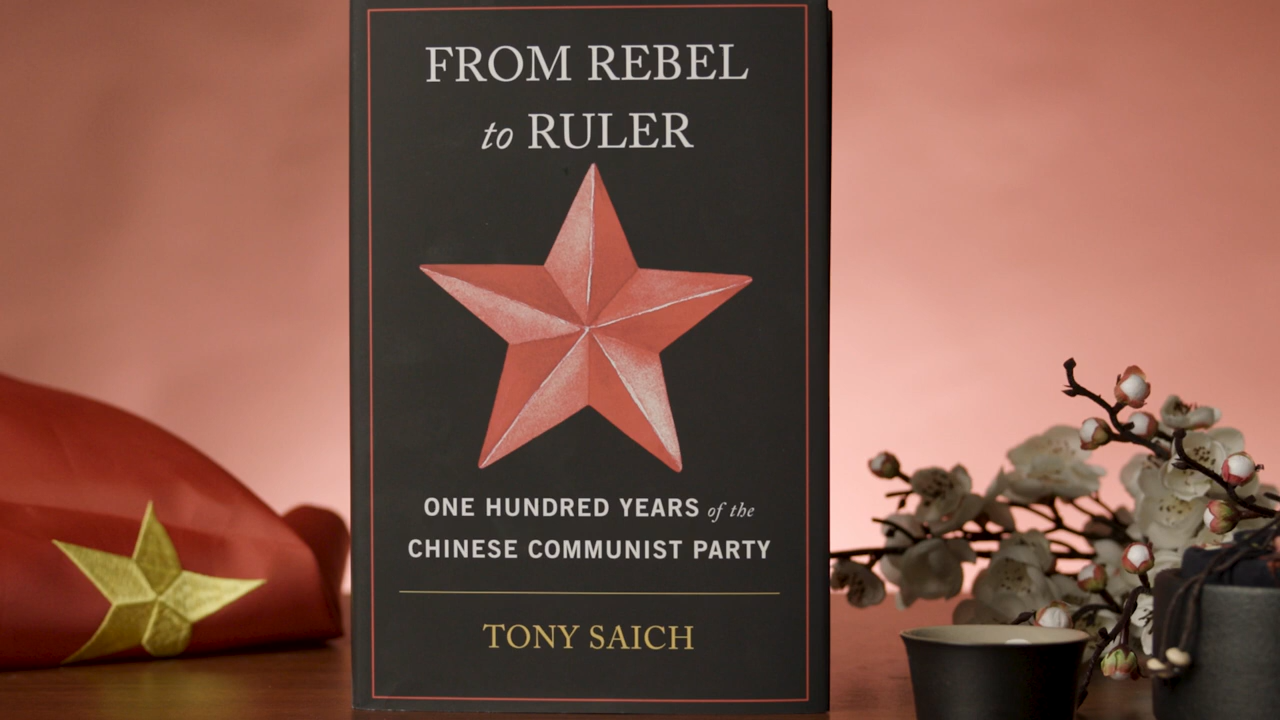 FROM REBEL
to RULER
ONE HUNDRED YEARS of the
CHINESE COMMUNIST PARTY
TONY SAICH